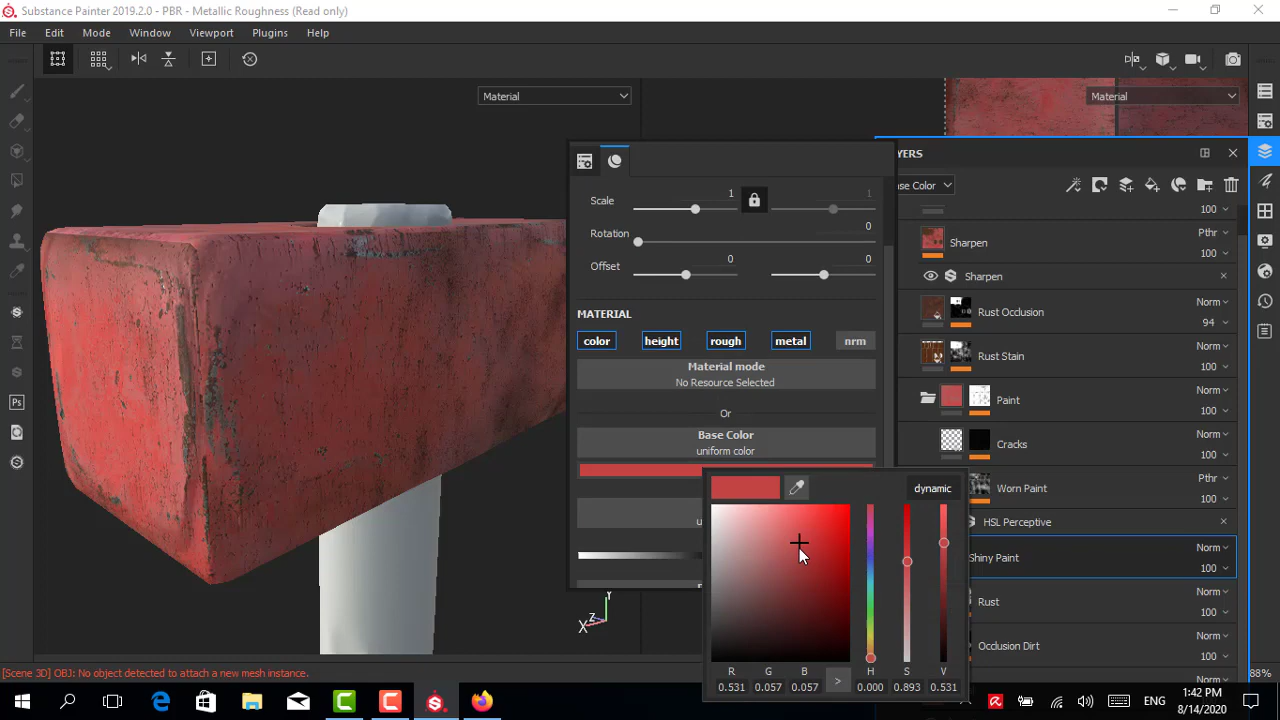 Substance Painter 2019.2.0 - PBR - Metallic Roughness (Read only)
File Edit Mode Window Viewport Plugins Help
Material
Material
YERS
se Color
Scale 1 1
Rotation 0
Offset 0 0
MATERIAL
color height rough metal nrm
Material mode
No Resource Selected
Or
Base Color
uniform color
dynamic
R G B H S V
0.531 0.057 0.057 > 0.000 0.893 0.531
100
Sharpen Pthr
100
Sharpen
Rust Occlusion Norm
94
Rust Stain Norm
100
Paint Norm
100
Cracks Norm
100
Worn Paint Norm
100
HSL Perceptive
Shiny Paint Norm
100
Rust Norm
100
Occlusion Dirt Norm
100
Norm
Y
Z
X
Ps
[Scene 3D] OBJ: No object detected to attach a new mesh instance.
88%
ENG
1:42 PM
8/14/2020